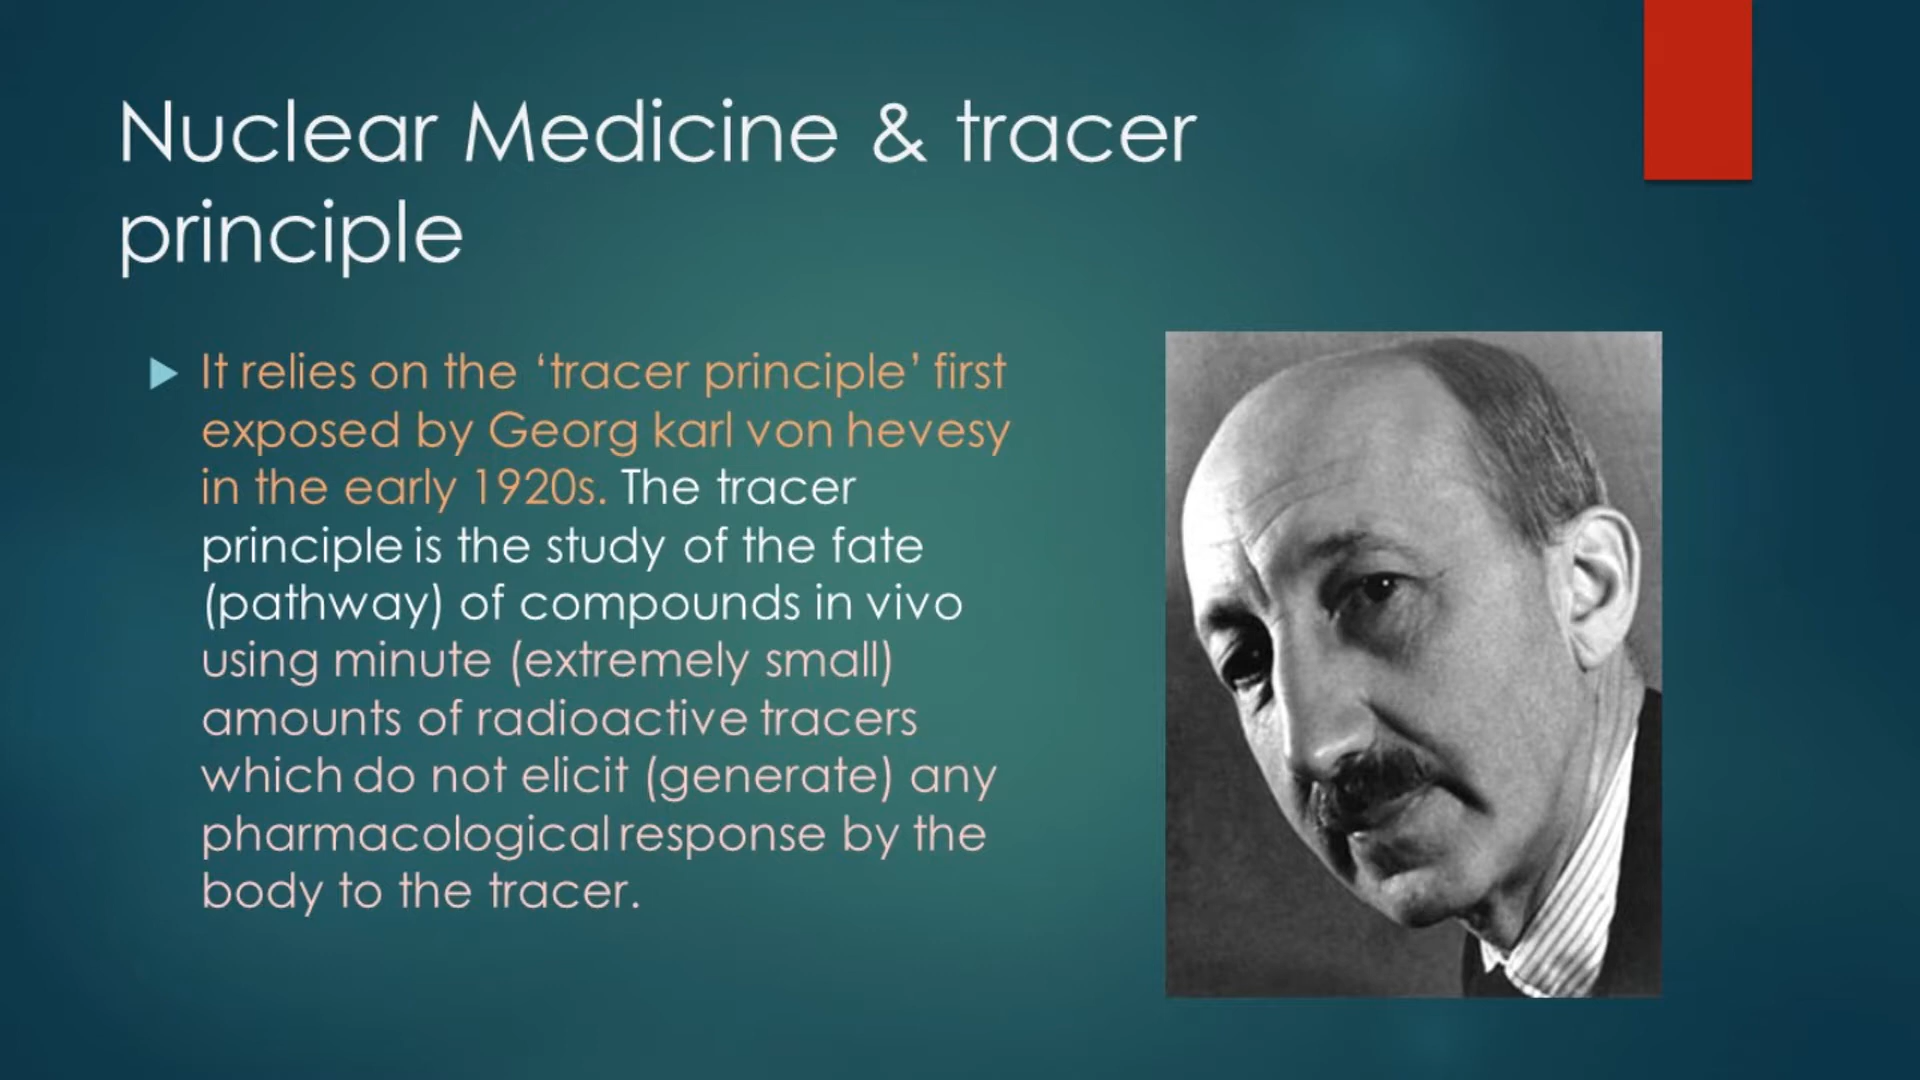 Nuclear Medicine & tracer
principle
It relies on the ‘tracer principle’ first
exposed by Georg karl von hevesy
in the early 1920s. The tracer
principle is the study of the fate
(pathway) of compounds in vivo
using minute (extremely small)
amounts of radioactive tracers
which do not elicit (generate) any
pharmacological response by the
body to the tracer.